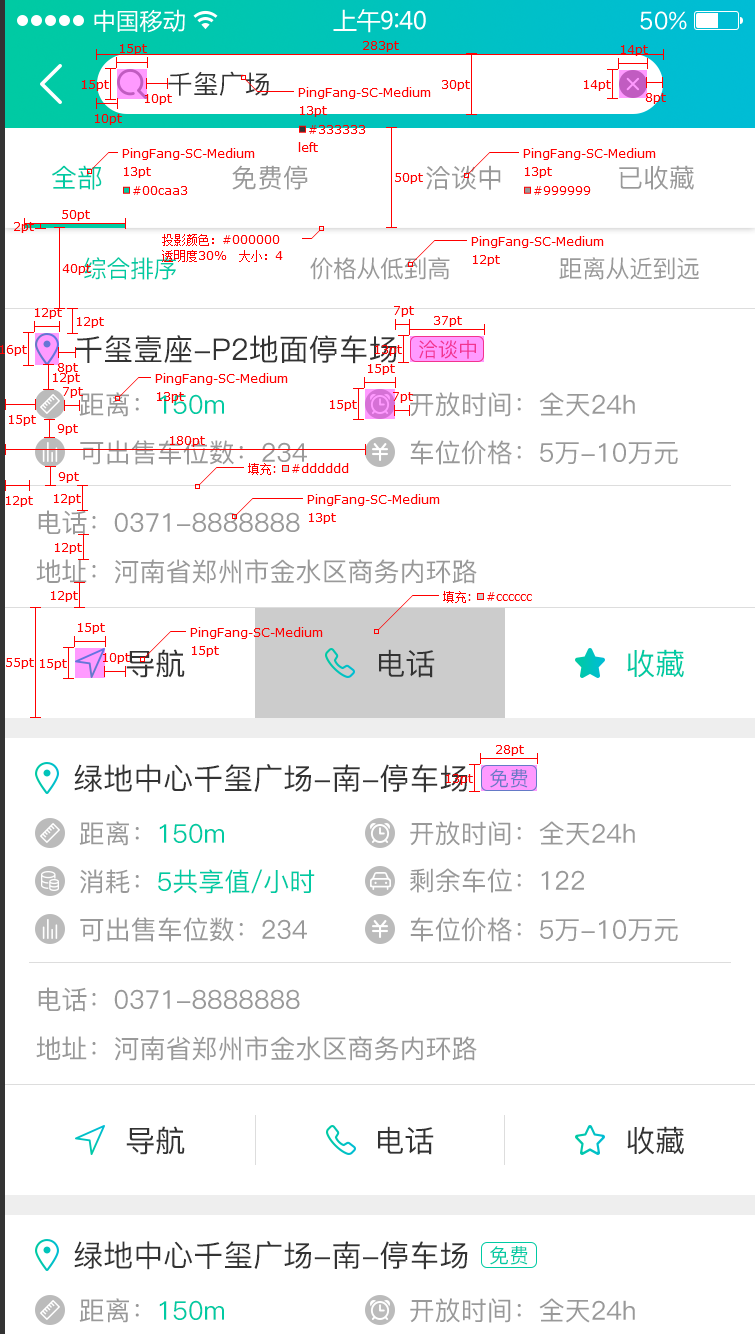 中国移动 上午9:40 50%
283pt
15pt 14pt
15pt 千玺广场 30pt 14pt
10pt PingFang-SC-Medium 8pt
10pt 13pt
#333333
left
PingFang-SC-Medium PingFang-SC-Medium
全部 13pt 免费停 50pt 洽谈中 13pt 已收藏
#00caa3 #999999
50pt
2pt
投影颜色：#000000 PingFang-SC-Medium
透明度30% 大小：4 12pt
40pt 综合排序 价格从低到高 距离从近到远
12pt 12pt 7pt 37pt
16pt 千玺壹座-P2地面停车场 13pt 洽谈中
8pt 15pt
12pt PingFang-SC-Medium
7pt 13pt 7pt
距离：150m 15pt 开放时间：全天24h
15pt
9pt
180pt
可出售车位数：234 车位价格：5万-10万元
9pt 填充：#dddddd
12pt 12pt PingFang-SC-Medium
13pt
电话：0371-8888888
12pt
地址：河南省郑州市金水区商务内环路
12pt 填充：#cccccc
15pt PingFang-SC-Medium
15pt
55pt 15pt 10pt 导航 电话 收藏
28pt
绿地中心千玺广场-南-停车场 13pt 免费
距离：150m 开放时间：全天24h
消耗：5共享值/小时 剩余车位：122
可出售车位数：234 车位价格：5万-10万元
电话：0371-8888888
地址：河南省郑州市金水区商务内环路
导航 电话 收藏
绿地中心千玺广场-南-停车场 免费
距离：150m 开放时间：全天24h